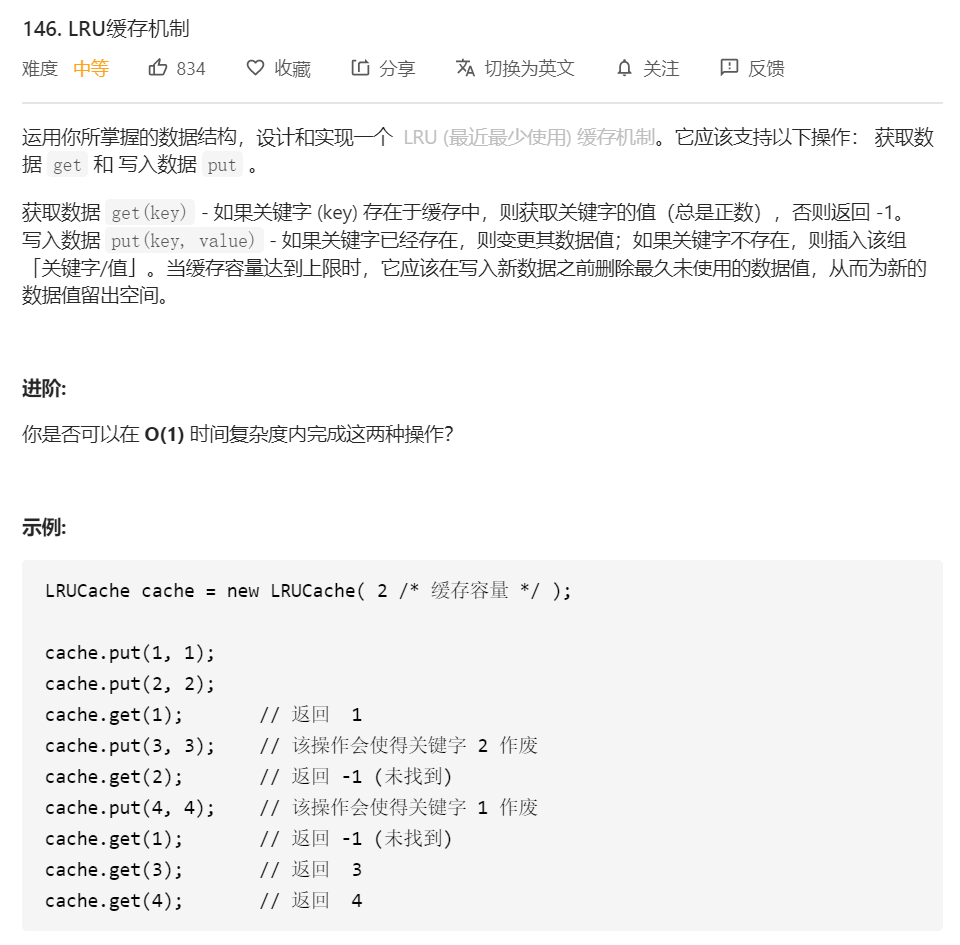 146. LRU缓存机制
难度 中等 834 收藏 分享 切换为英文 关注 反馈
运用你所掌握的数据结构，设计和实现一个 LRU (最近最少使用) 缓存机制。它应该支持以下操作： 获取数
据 get 和 写入数据 put 。
获取数据 get(key) - 如果关键字 (key) 存在于缓存中，则获取关键字的值（总是正数），否则返回 -1。
写入数据 put(key, value) - 如果关键字已经存在，则变更其数据值；如果关键字不存在，则插入该组
「关键字/值」。当缓存容量达到上限时，它应该在写入新数据之前删除最久未使用的数据值，从而为新的
数据值留出空间。
进阶:
你是否可以在 O(1) 时间复杂度内完成这两种操作？
示例:
LRUCache cache = new LRUCache( 2 /* 缓存容量 */ );
cache.put(1, 1);
cache.put(2, 2);
cache.get(1);       // 返回  1
cache.put(3, 3);    // 该操作会使得关键字 2 作废
cache.get(2);       // 返回 -1 (未找到)
cache.put(4, 4);    // 该操作会使得关键字 1 作废
cache.get(1);       // 返回 -1 (未找到)
cache.get(3);       // 返回  3
cache.get(4);       // 返回  4